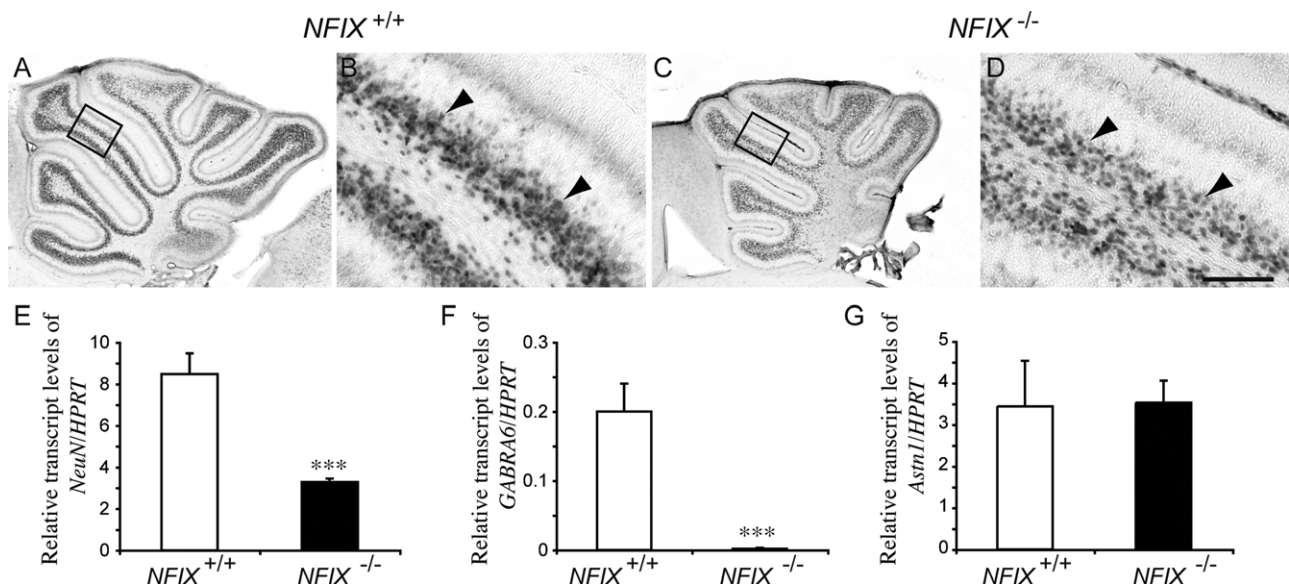 NFIX +/+
NFIX -/-
A
B
C
D
E
Relative transcript levels of
NeuN/HPRT
10
8
6
4
2
0
***
NFIX +/+
NFIX -/-
F
Relative transcript levels of
GABRA6/HPRT
0.3
0.2
0.1
0
***
NFIX +/+
NFIX -/-
G
Relative transcript levels of
Astn1/HPRT
5
5
4
3
2
1
0
NFIX +/+
NFIX -/-